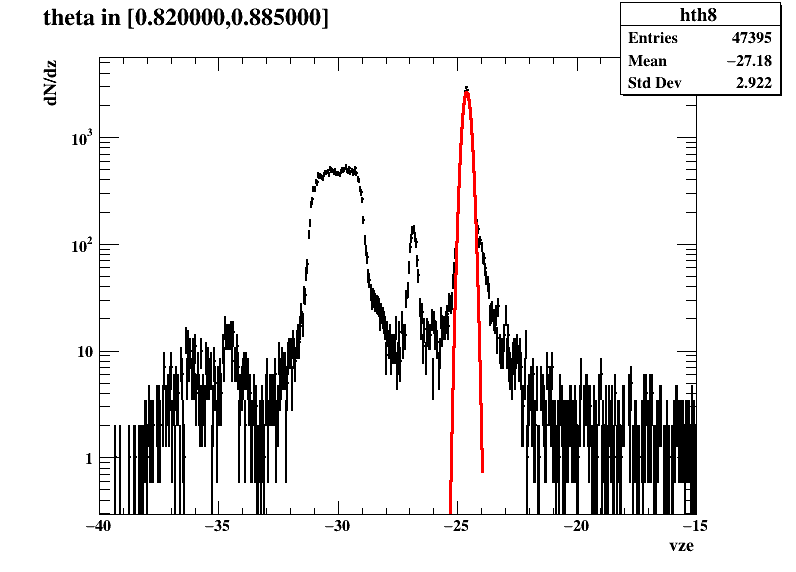 theta in [0.820000,0.885000]
hth8
Entries 47395
Mean −27.18
Std Dev 2.922
dN/dz
10³
10²
10
1
−40 −35 −30 −25 −20 −15
vze